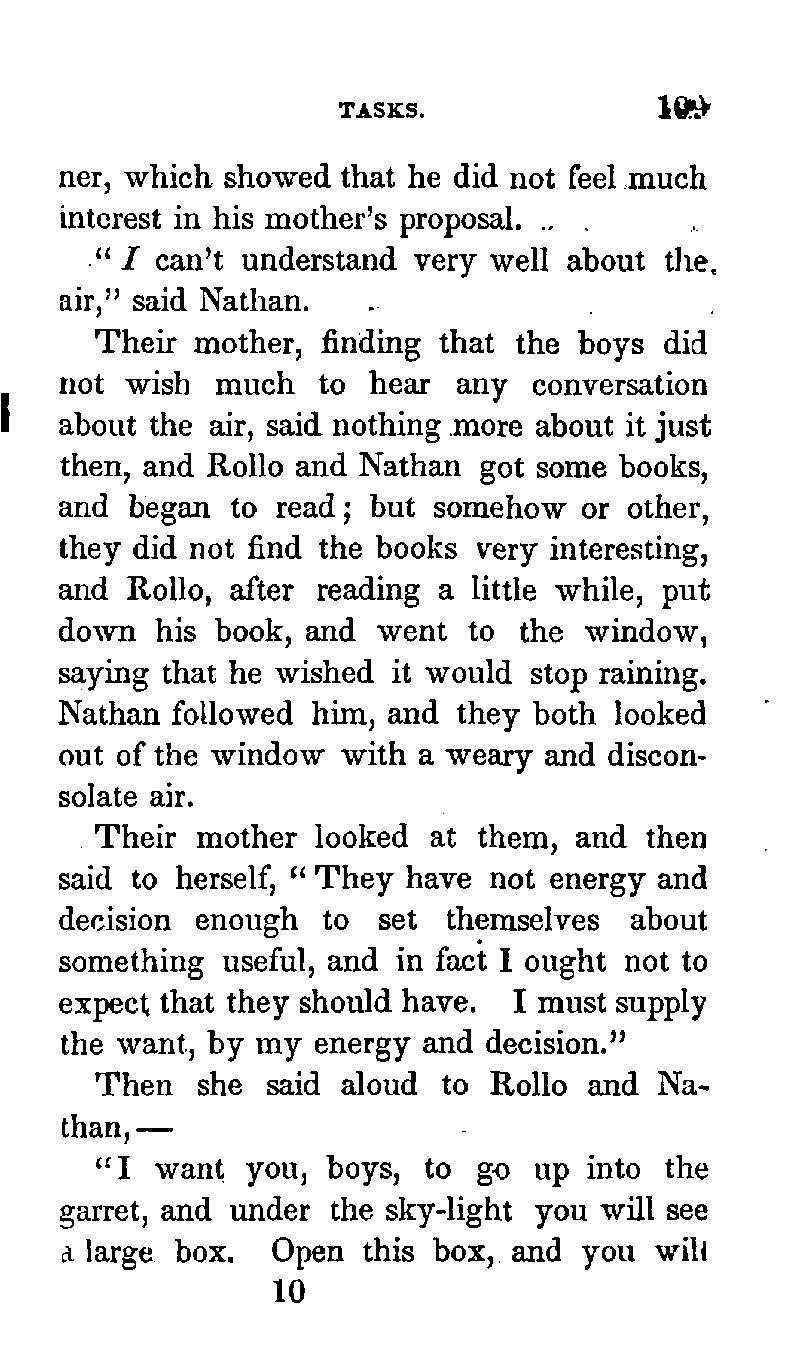 TASKS. 109
ner, which showed that he did not feel much
interest in his mother's proposal.
" I can't understand very well about the
air," said Nathan.
Their mother, finding that the boys did
not wish much to hear any conversation
about the air, said nothing more about it just
then, and Rollo and Nathan got some books,
and began to read; but somehow or other,
they did not find the books very interesting,
and Rollo, after reading a little while, put
down his book, and went to the window,
saying that he wished it would stop raining.
Nathan followed him, and they both looked
out of the window with a weary and discon-
solate air.
Their mother looked at them, and then
said to herself, " They have not energy and
decision enough to set themselves about
something useful, and in fact I ought not to
expect that they should have. I must supply
the want, by my energy and decision."
Then she said aloud to Rollo and Na-
than,—
"I want you, boys, to go up into the
garret, and under the sky-light you will see
a large box. Open this box, and you will
10